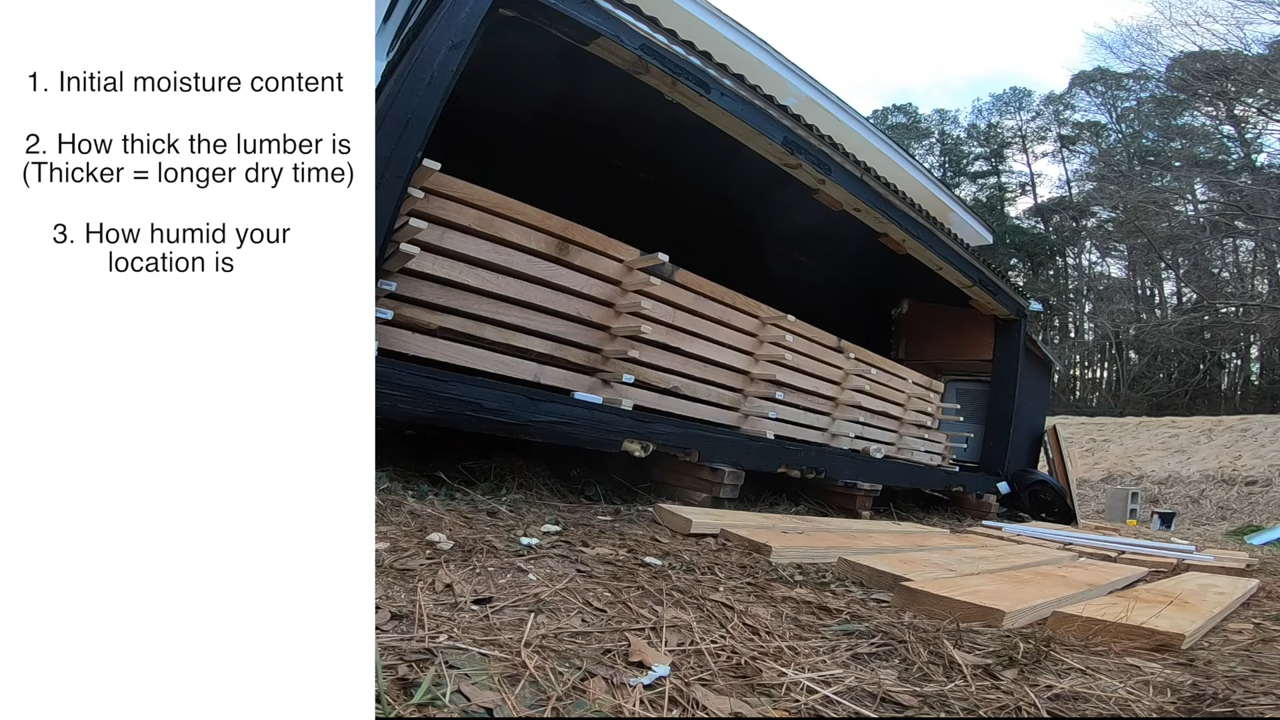 1. Initial moisture content
2. How thick the lumber is
(Thicker = longer dry time)
3. How humid your
location is